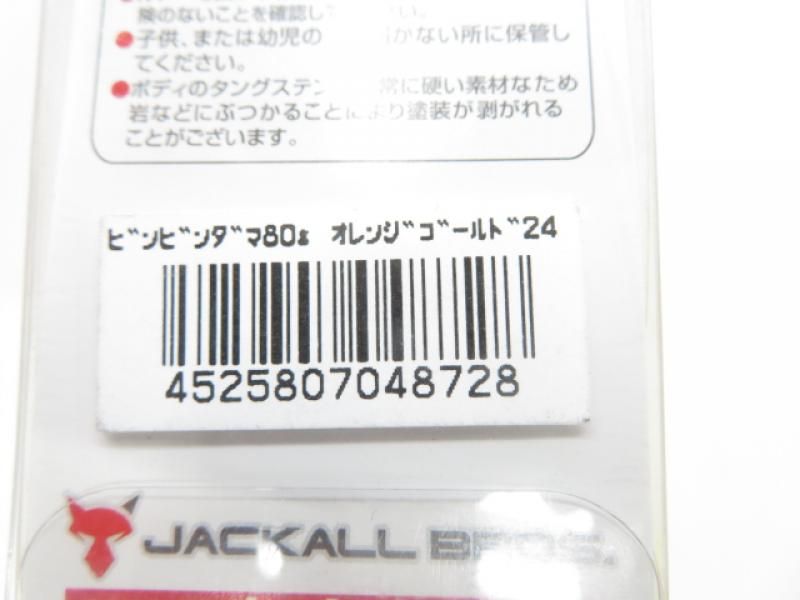 険のないことを確認し
●子供、または幼児の かない所に保管し
てください。
●ボディのタングステン 常に硬い素材なため
岩などにぶつかることにより塗装が剥がれる
ことがございます。
ビンビンダマ80g オレンジゴールド24
4525807048728
JACKALL BROS.